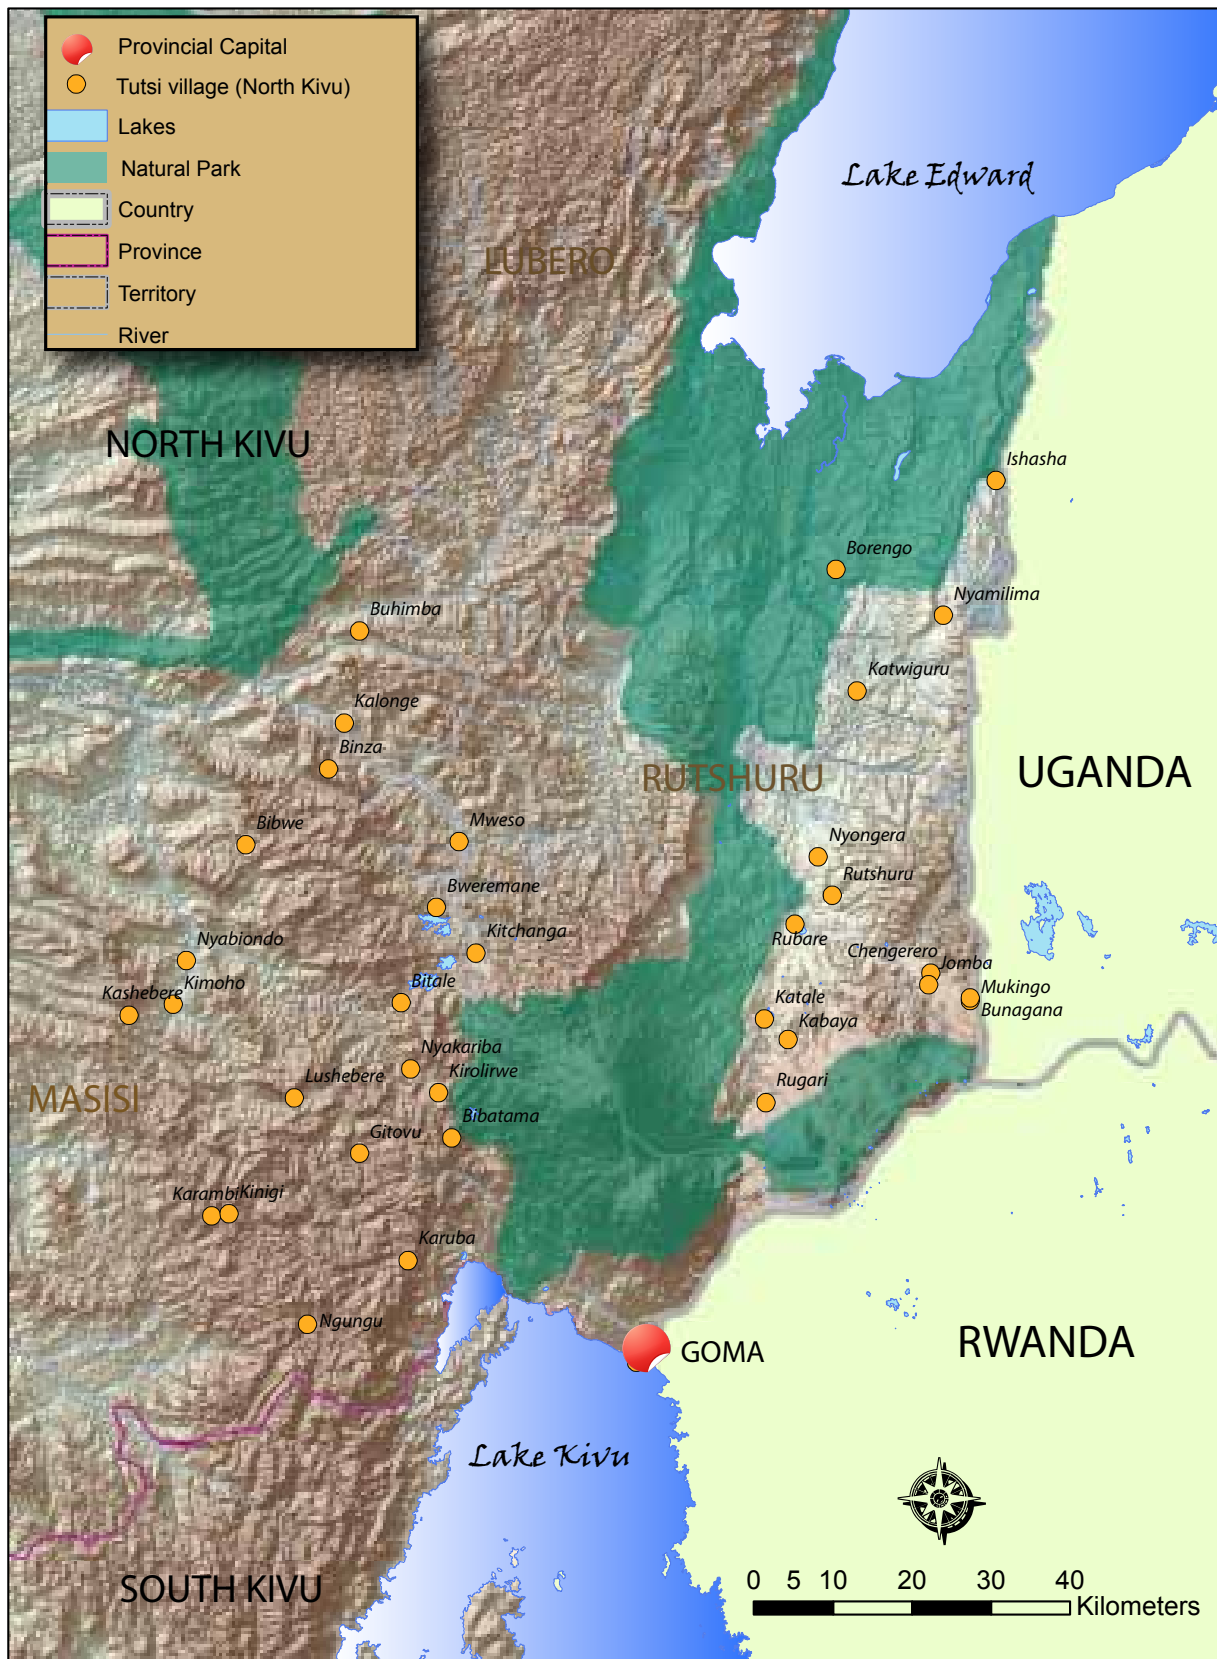 Provincial Capital
Tutsi village (North Kivu)
Lakes
Natural Park
Country
Province
Territory
River
Lake Edward
LUBERO
NORTH KIVU
Ishasha
Borengo
Nyamilima
Buhimba
Katwiguru
Kalonge
Binza
UGANDA
RUTSHURU
Bibwe
Mweso
Nyongera
Bweremane
Rutshuru
Kitchanga
Rubare
Nyabiondo
Chengerero
Jomba
Kimoho
Kashebere
Bitale
Mukingo
Bunagana
Katale
Kabaya
Nyakariba
Kirolirwe
Lushebere
MASISI
Rugari
Bibatama
Gitovu
Karambi
Kinigi
Karuba
Ngungu
GOMA
RWANDA
Lake Kivu
SOUTH KIVU
0 5 10 20 30 40
Kilometers